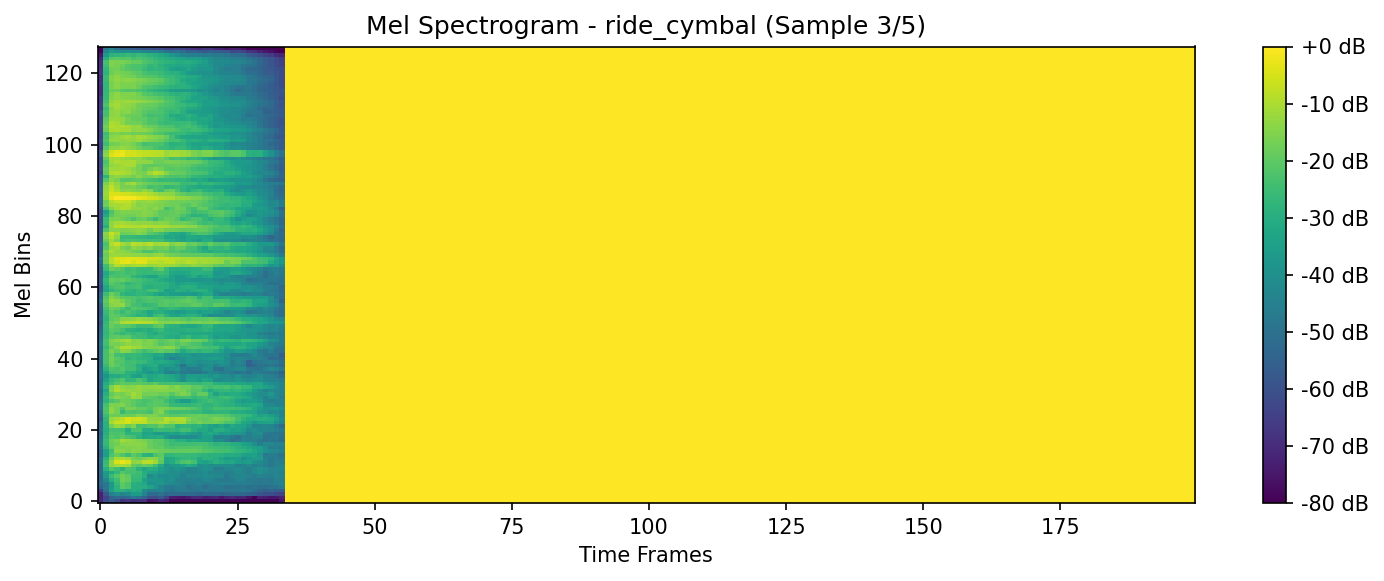 Mel Spectrogram - ride_cymbal (Sample 3/5)
Mel Bins
120
100
80
60
40
20
0
0 25 50 75 100 125 150 175
Time Frames
+0 dB
-10 dB
-20 dB
-30 dB
-40 dB
-50 dB
-60 dB
-70 dB
-80 dB